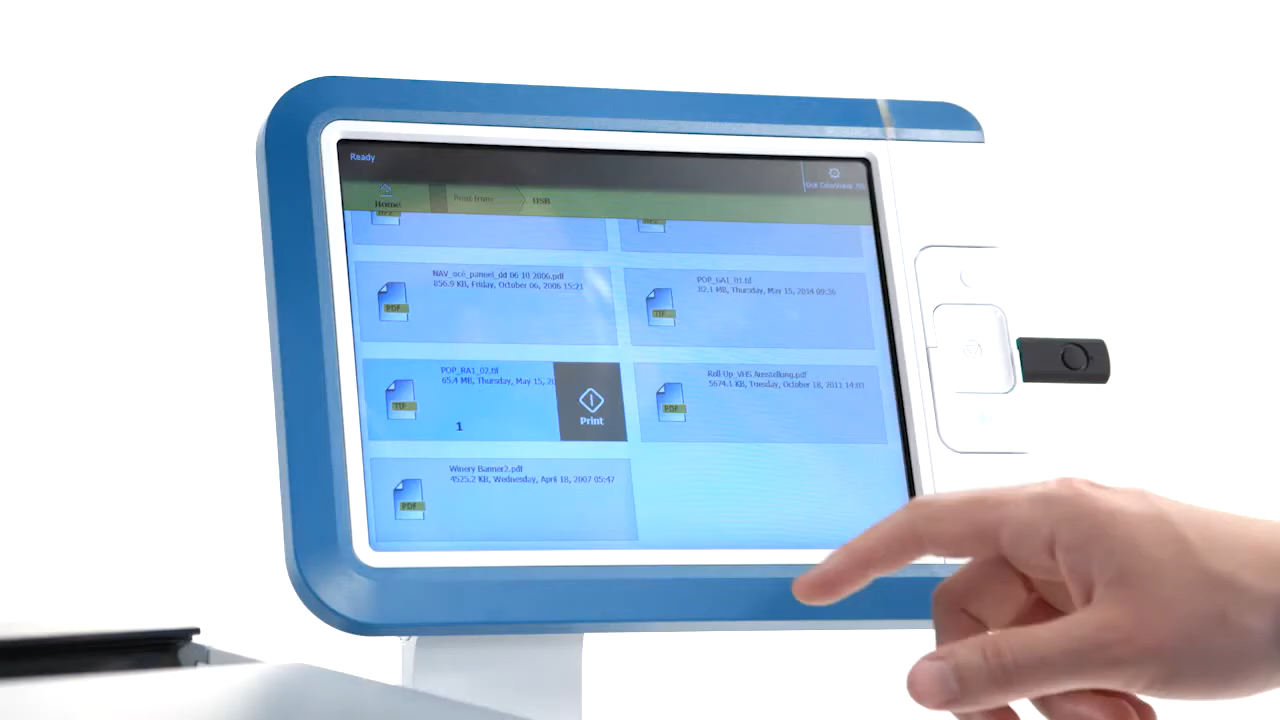 Ready
Home
Print from
USB
NAV_océ_paneel_dd 06 10 2006.pdf
856.9 KB, Friday, October 06, 2006 15:21
PDF
POP_GA1_01.tif
82.1 MB, Thursday, May 15, 2014 09:36
TIF
POP_RA1_02.tif
65.4 MB, Thursday, May 15, 20
TIF
1
Print
Roll-Up_VHS Ausstellung.pdf
5674.1 KB, Tuesday, October 18, 2011 14:03
PDF
Winery Banner2.pdf
4525.2 KB, Wednesday, April 18, 2007 05:47
PDF